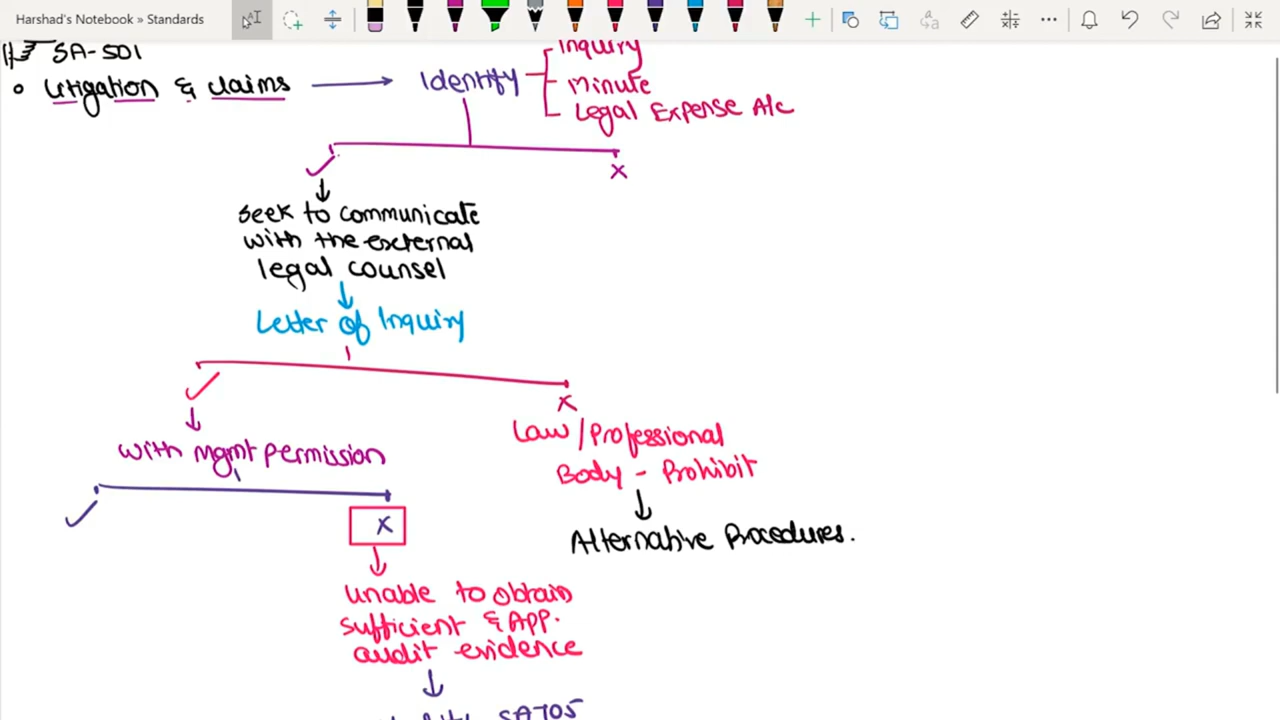 Harshad's Notebook » Standards
SA-501
Litigation & claims
Identify
Inquiry
Minute
Legal Expense A/c
x
Seek to communicate
with the external
legal counsel
Letter of Inquiry
x
with mgmt permission
Law/Professional
Body - Prohibit
x
Alternative Procedures.
unable to obtain
sufficient & APP.
audit evidence
SA705